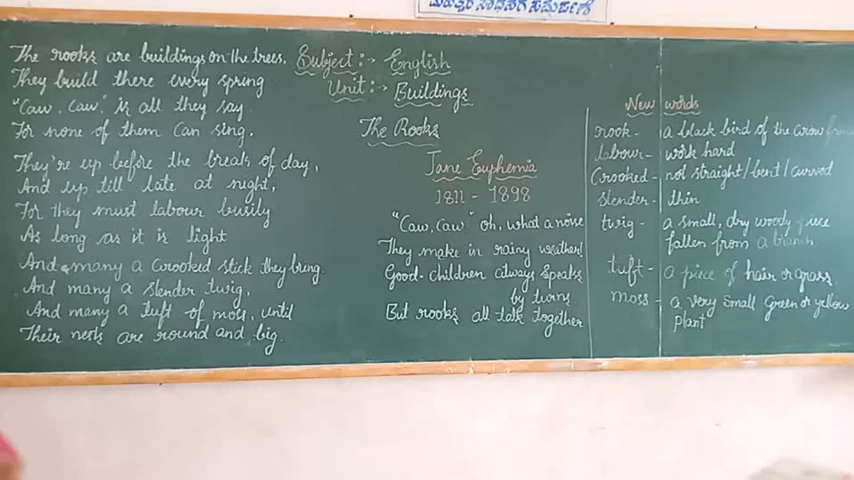 The rooks are buildings on the trees.
They build there every spring
"Caw, caw." is all they say.
For none of them can sing.
They're up before the break of day,
And up till late at night,
For they must labour busily
As long as it is light
And many a crooked stick they bring.
And many a slender twig,
And many a tuft of moss, until
Their nests are round and big.
Subject:- English
Unit:- Buildings
The Rooks
Jane Euphemia
1811 - 1898
"Caw, caw." oh, what a noise
They make in rainy weather!
Good-children always speaks
by turns.
But rooks all talk together
New words
rook- a black bird of the crow
labour- work hard
Crooked- not straight/bent/curved
slender- thin
twig- a small, dry woody piece
fallen from a branch
tuft- a piece of hair or grass.
moss- a very small green or yellow
plant